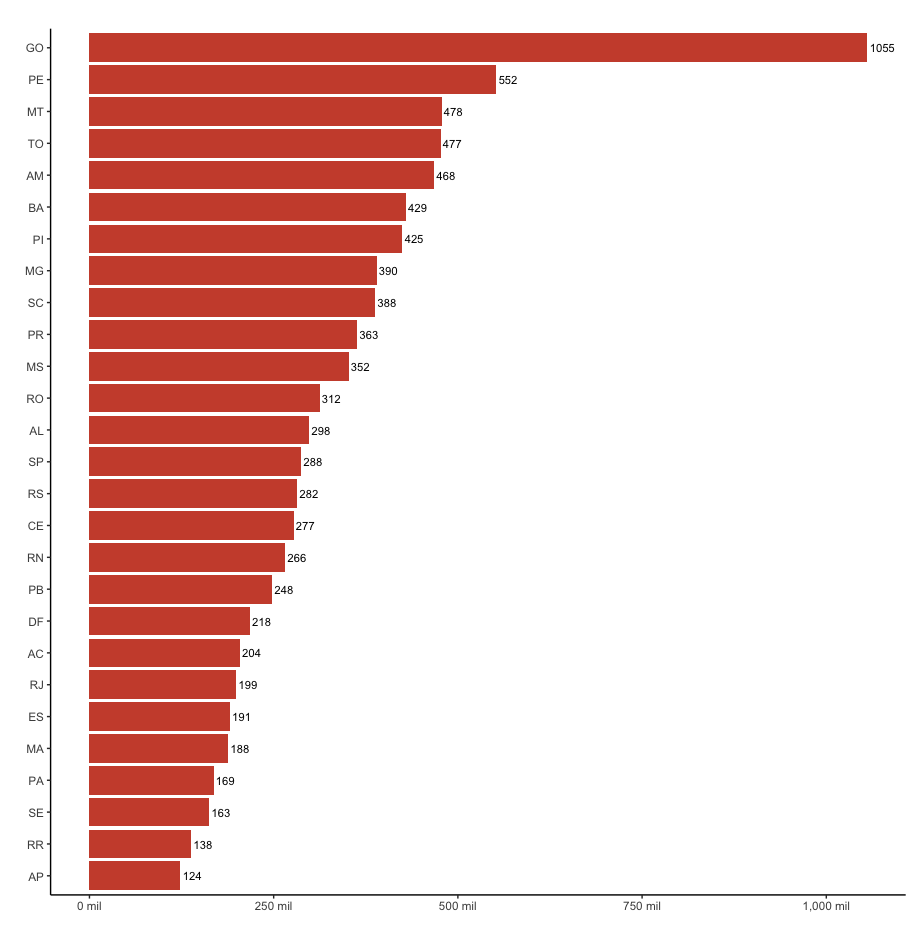 GO 1055
PE 552
MT 478
TO 477
AM 468
BA 429
PI 425
MG 390
SC 388
PR 363
MS 352
RO 312
AL 298
SP 288
RS 282
CE 277
RN 266
PB 248
DF 218
AC 204
RJ 199
ES 191
MA 188
PA 169
SE 163
RR 138
AP 124
0 mil 250 mil 500 mil 750 mil 1,000 mil